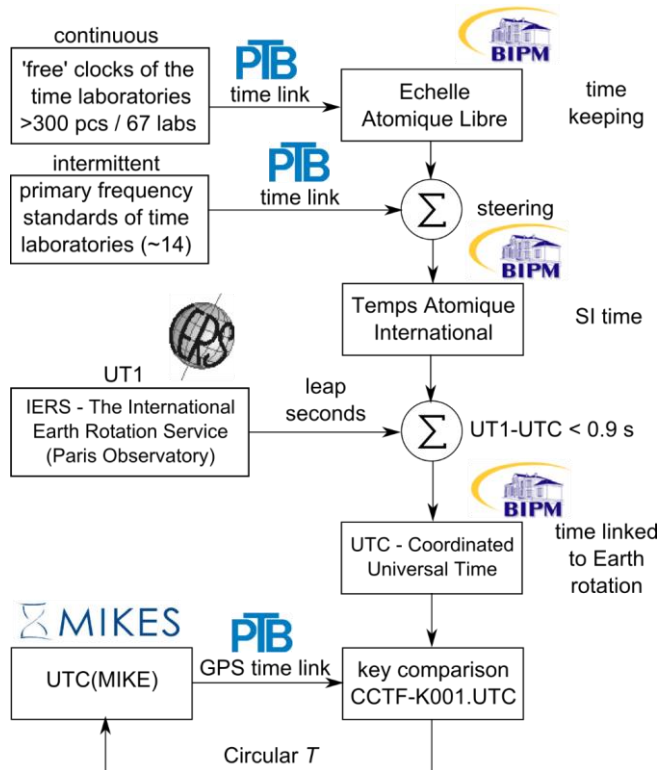 continuous
'free' clocks of the
time laboratories
>300 pcs / 67 labs
PTB
time link
BIPM
Echelle
Atomique Libre
time
keeping
intermittent
primary frequency
standards of time
laboratories (~14)
PTB
time link
Σ
steering
BIPM
Temps Atomique
International
SI time
IERS
UT1
IERS - The International
Earth Rotation Service
(Paris Observatory)
leap
seconds
Σ
UT1-UTC < 0.9 s
BIPM
UTC - Coordinated
Universal Time
time linked
to Earth
rotation
MIKES
UTC(MIKE)
PTB
GPS time link
key comparison
CCTF-K001.UTC
Circular T